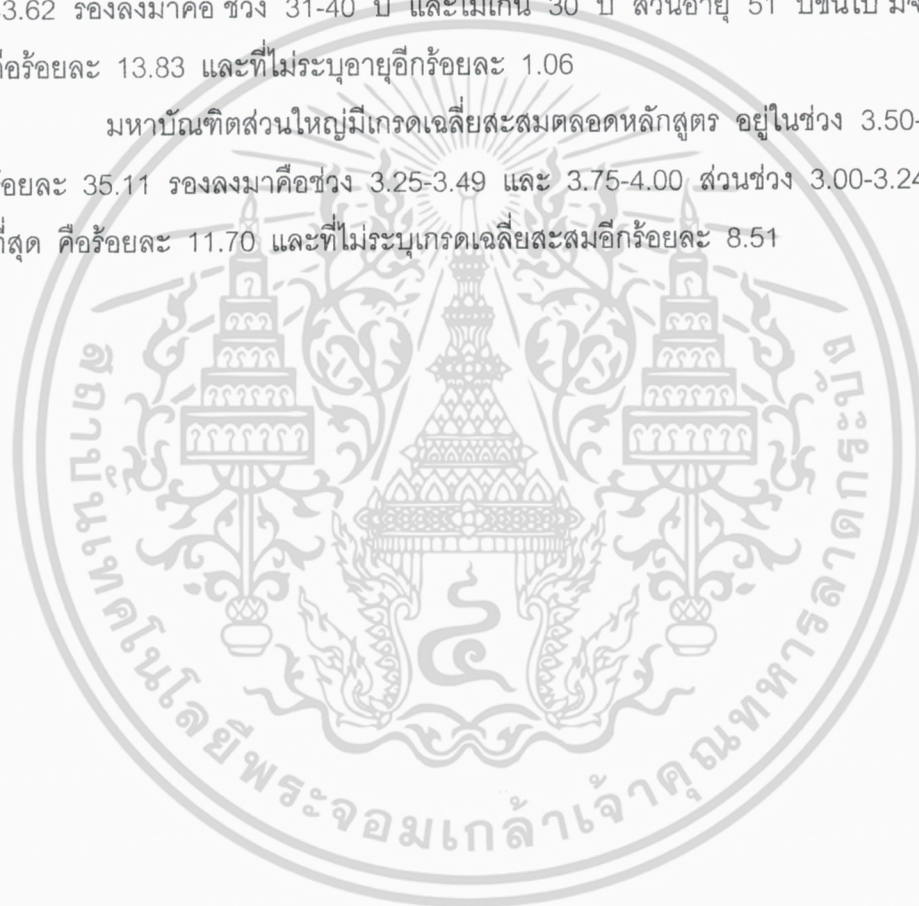 3.62 รองลงมาคือ ช่วง 31-40 ปี และไม่เกิน 30 ปี ส่วนอายุ 51 ปีขึ้นไป
คือร้อยละ 13.83 และที่ไม่ระบุอายุอีกร้อยละ 1.06
มหาบัณฑิตส่วนใหญ่มีเกรดเฉลี่ยสะสมตลอดหลักสูตร อยู่ในช่วง 3.50-
ร้อยละ 35.11 รองลงมาคือช่วง 3.25-3.49 และ 3.75-4.00 ส่วนช่วง 3.00-3.24
ที่สุด คือร้อยละ 11.70 และที่ไม่ระบุเกรดเฉลี่ยสะสมอีกร้อยละ 8.51
สถาบันเทคโนโลยีพระจอมเกล้าเจ้าคุณทหารลาดกระบัง